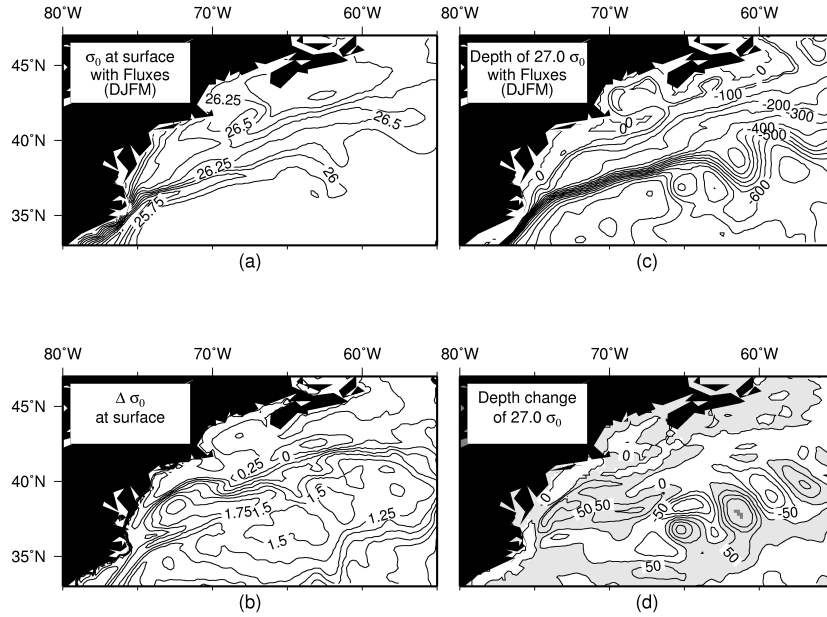 80˚W 70˚W 60˚W
45˚N
40˚N
35˚N
σ0 at surface
with Fluxes
(DJFM)
26.25
26.5
26.5
26.25
26
25.75
(a)
80˚W 70˚W 60˚W
Depth of 27.0 σ0
with Fluxes
(DJFM)
0
-100
-200
-300
-400
-500
-600
0
0
0
(c)
80˚W 70˚W 60˚W
45˚N
40˚N
35˚N
Δ σ0
at surface
0.25
0
1.75
1.5
1.5
1.5
1.25
(b)
80˚W 70˚W 60˚W
Depth change
of 27.0 σ0
0
0
0
50
50
-50
-50
50
50
(d)